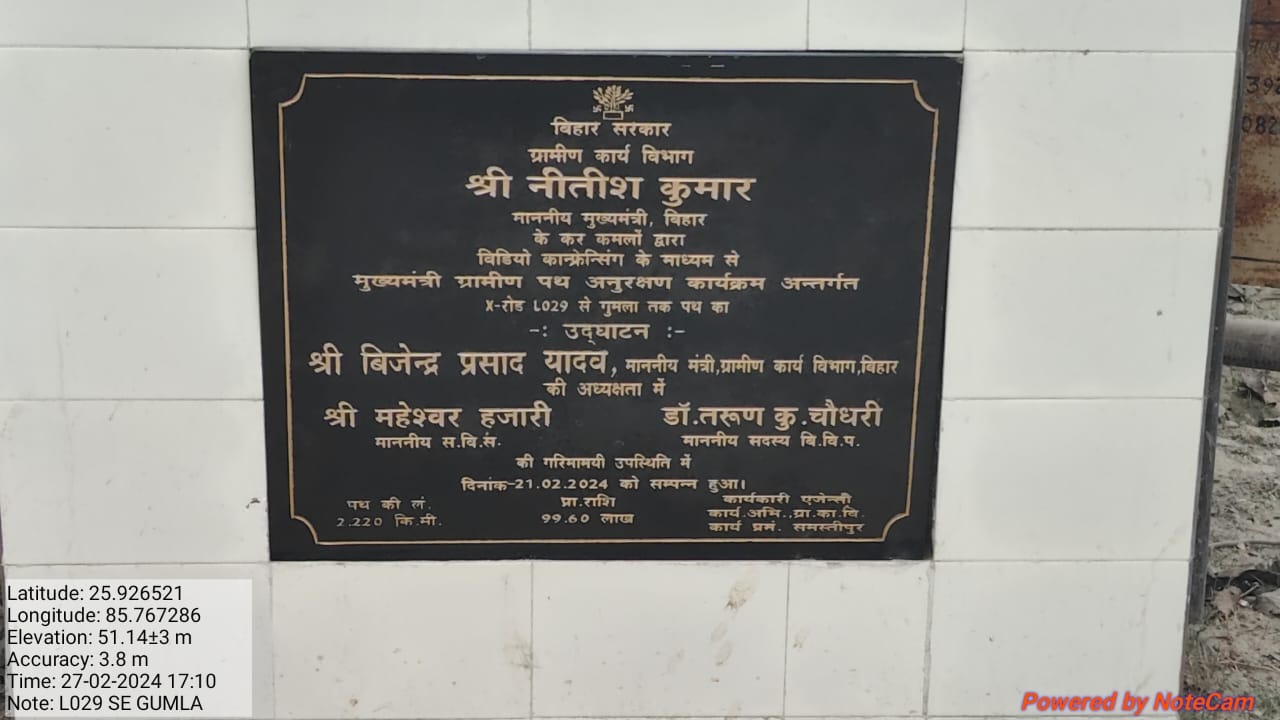 बिहार सरकार
ग्रामीण कार्य विभाग
श्री नीतीश कुमार
माननीय मुख्यमंत्री, बिहार
के कर कमलों द्वारा
विडियो कान्फ्रेन्सिंग के माध्यम से
मुख्यमंत्री ग्रामीण पथ अनुरक्षण कार्यक्रम अन्तर्गत
X-रोड L029 से गुमला तक पथ का
-: उद्घाटन :-
श्री बिजेन्द्र प्रसाद यादव, माननीय मंत्री,ग्रामीण कार्य विभाग,बिहार
की अध्यक्षता में
श्री महेश्वर हजारी डॉ.तरूण कु.चौधरी
माननीय स.वि.स. माननीय सदस्य बि.वि.प.
की गरिमामयी उपस्थिति में
दिनांक-21.02.2024 को सम्पन्न हुआ।
पथ की लं. प्रा.राशि कार्यकारी एजेन्सी
2.220 कि.मी. 99.60 लाख कार्य.अभि.,ग्रा.का.वि.
कार्य प्रमं. समस्तीपुर
Latitude: 25.926521
Longitude: 85.767286
Elevation: 51.14±3 m
Accuracy: 3.8 m
Time: 27-02-2024 17:10
Note: L029 SE GUMLA
Powered by NoteCam